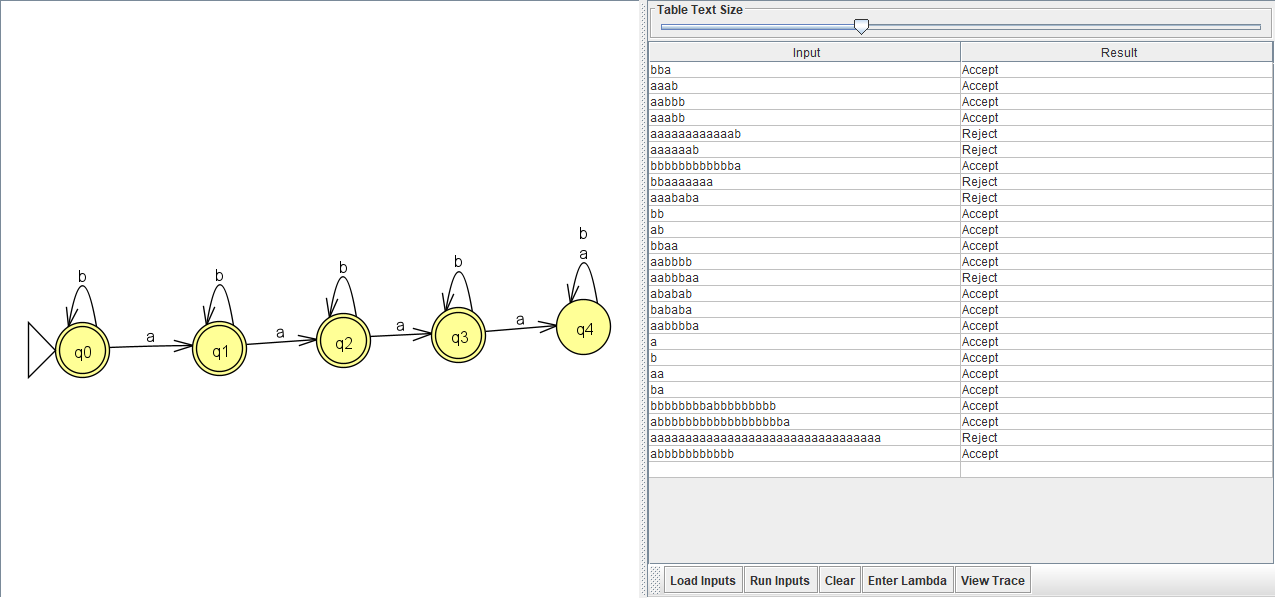 Table Text Size
Input Result
bba Accept
aaab Accept
aabbb Accept
aaabb Accept
aaaaaaaaaaaab Reject
aaaaaab Reject
bbbbbbbbbbbba Accept
bbaaaaaaa Reject
aaababa Reject
bb Accept
ab Accept
bbaa Accept
aabbbb Accept
aabbbaa Reject
ababab Accept
bababa Accept
aabbbba Accept
a Accept
b Accept
aa Accept
ba Accept
bbbbbbbbabbbbbbbbb Accept
abbbbbbbbbbbbbbbbbba Accept
aaaaaaaaaaaaaaaaaaaaaaaaaaaaaaaaa Reject
abbbbbbbbbbb Accept
b b b b b
a
a a a a
q0 q1 q2 q3 q4
Load Inputs Run Inputs Clear Enter Lambda View Trace